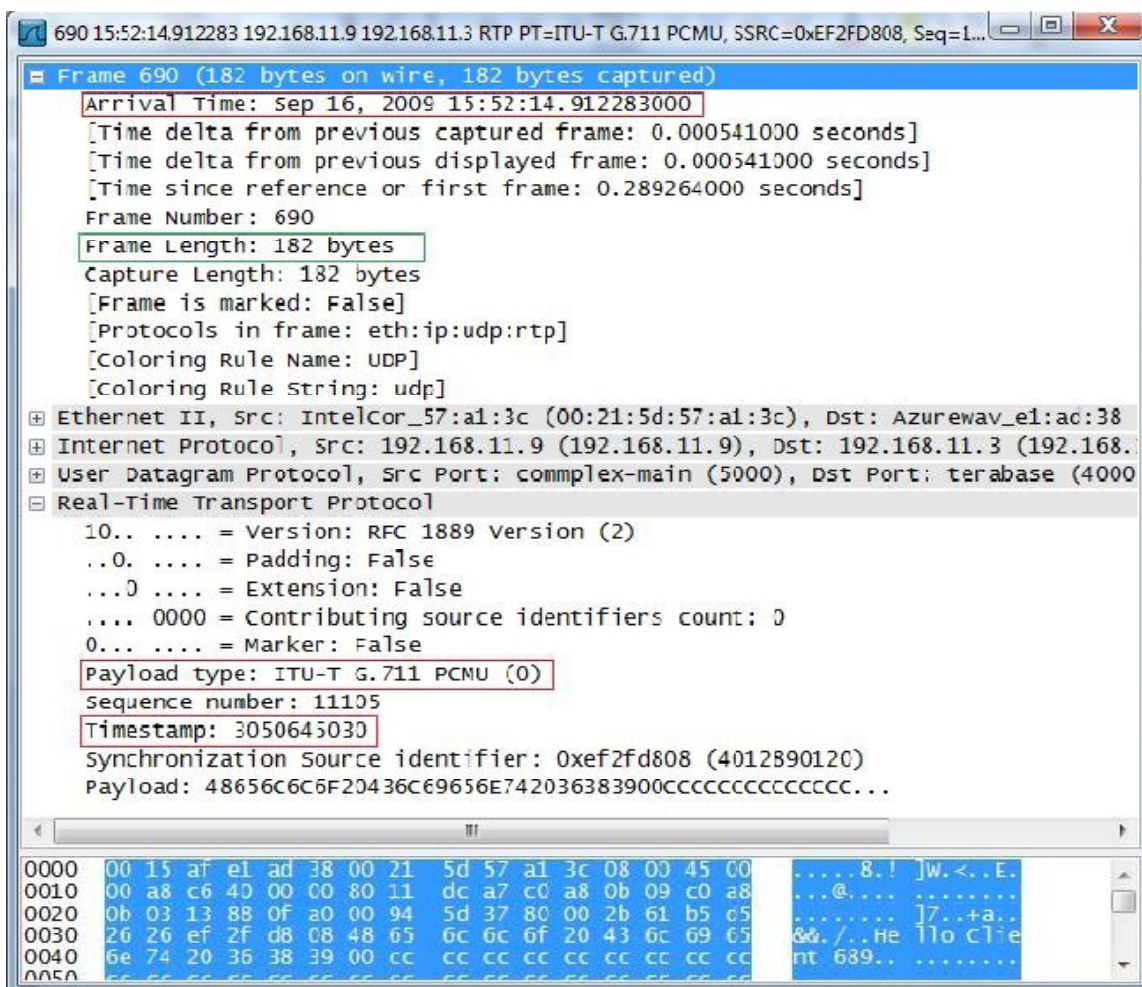 690 15:52:14.912283 192.168.11.9 192.168.11.3 RTP PT=ITU-T G.711 PCMU, SSRC=0xEF2FD808, Seq=1...
Frame 690 (182 bytes on wire, 182 bytes captured)
Arrival Time: Sep 16, 2009 15:52:14.912283000
[Time delta from previous captured frame: 0.000541000 seconds]
[Time delta from previous displayed frame: 0.000541000 seconds]
[Time since reference or first frame: 0.289264000 seconds]
Frame Number: 690
Frame Length: 182 bytes
Capture Length: 182 bytes
[Frame is marked: False]
[Protocols in frame: eth:ip:udp:rtp]
[Coloring Rule Name: UDP]
[Coloring Rule String: udp]
Ethernet II, Src: IntelCor_57:a1:3c (00:21:5d:57:a1:3c), Dst: Azurewav_e1:ad:38
Internet Protocol, Src: 192.168.11.9 (192.168.11.9), Dst: 192.168.11.3 (192.168.
User Datagram Protocol, Src Port: commplex-main (5000), Dst Port: terabase (4000
Real-Time Transport Protocol
10.. .... = Version: RFC 1889 Version (2)
..0. .... = Padding: False
...0 .... = Extension: False
.... 0000 = Contributing source identifiers count: 0
0... .... = Marker: False
Payload type: ITU-T G.711 PCMU (0)
Sequence number: 11105
Timestamp: 3050645030
Synchronization Source identifier: 0xef2fd808 (4012890120)
Payload: 48656C6C6F20436C69656E742036383900CCCCCCCCCCCCCC...
0000 00 15 af e1 ad 38 00 21 5d 57 a1 3c 08 00 45 00 .....8.! ]W.<..E.
0010 00 a8 c6 40 00 00 80 11 dc a7 c0 a8 0b 09 c0 a8 ...@.... ........
0020 0b 03 13 88 0f a0 00 94 5d 37 80 00 2b 61 b5 d5 ........ ]7..+a..
0030 26 26 ef 2f d8 08 48 65 6c 6c 6f 20 43 6c 69 65 &&./..He llo Clie
0040 6e 74 20 36 38 39 00 cc cc cc cc cc cc cc cc cc nt 689.. ........